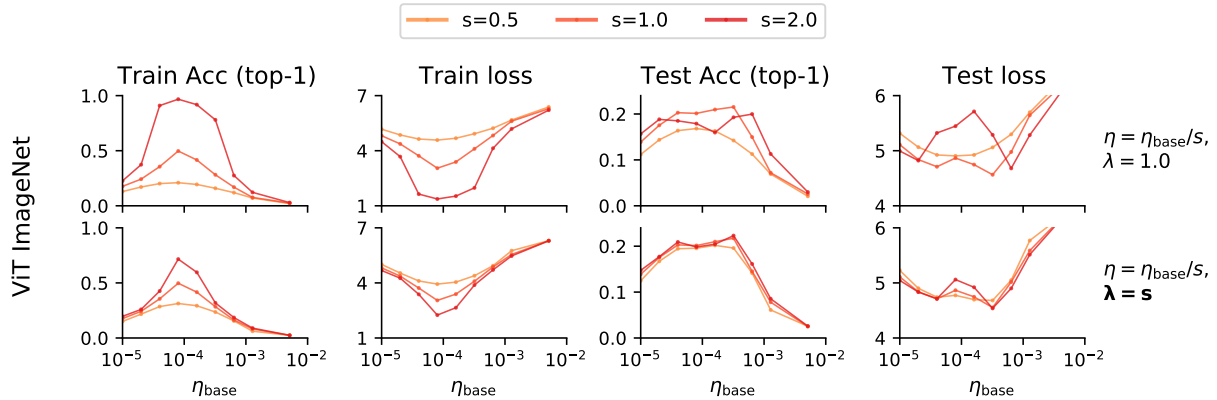 s=0.5 s=1.0 s=2.0
Train Acc (top-1) Train loss Test Acc (top-1) Test loss
ViT ImageNet
1.0 0.5 0.0
7 4 1
0.2 0.1 0.0
6 5 4
η = η_base/s,
λ = 1.0
1.0 0.5 0.0
7 4 1
0.2 0.1 0.0
6 5 4
η = η_base/s,
λ = s
10⁻⁵ 10⁻⁴ 10⁻³ 10⁻² 10⁻⁵ 10⁻⁴ 10⁻³ 10⁻² 10⁻⁵ 10⁻⁴ 10⁻³ 10⁻² 10⁻⁵ 10⁻⁴ 10⁻³ 10⁻²
η_base η_base η_base η_base